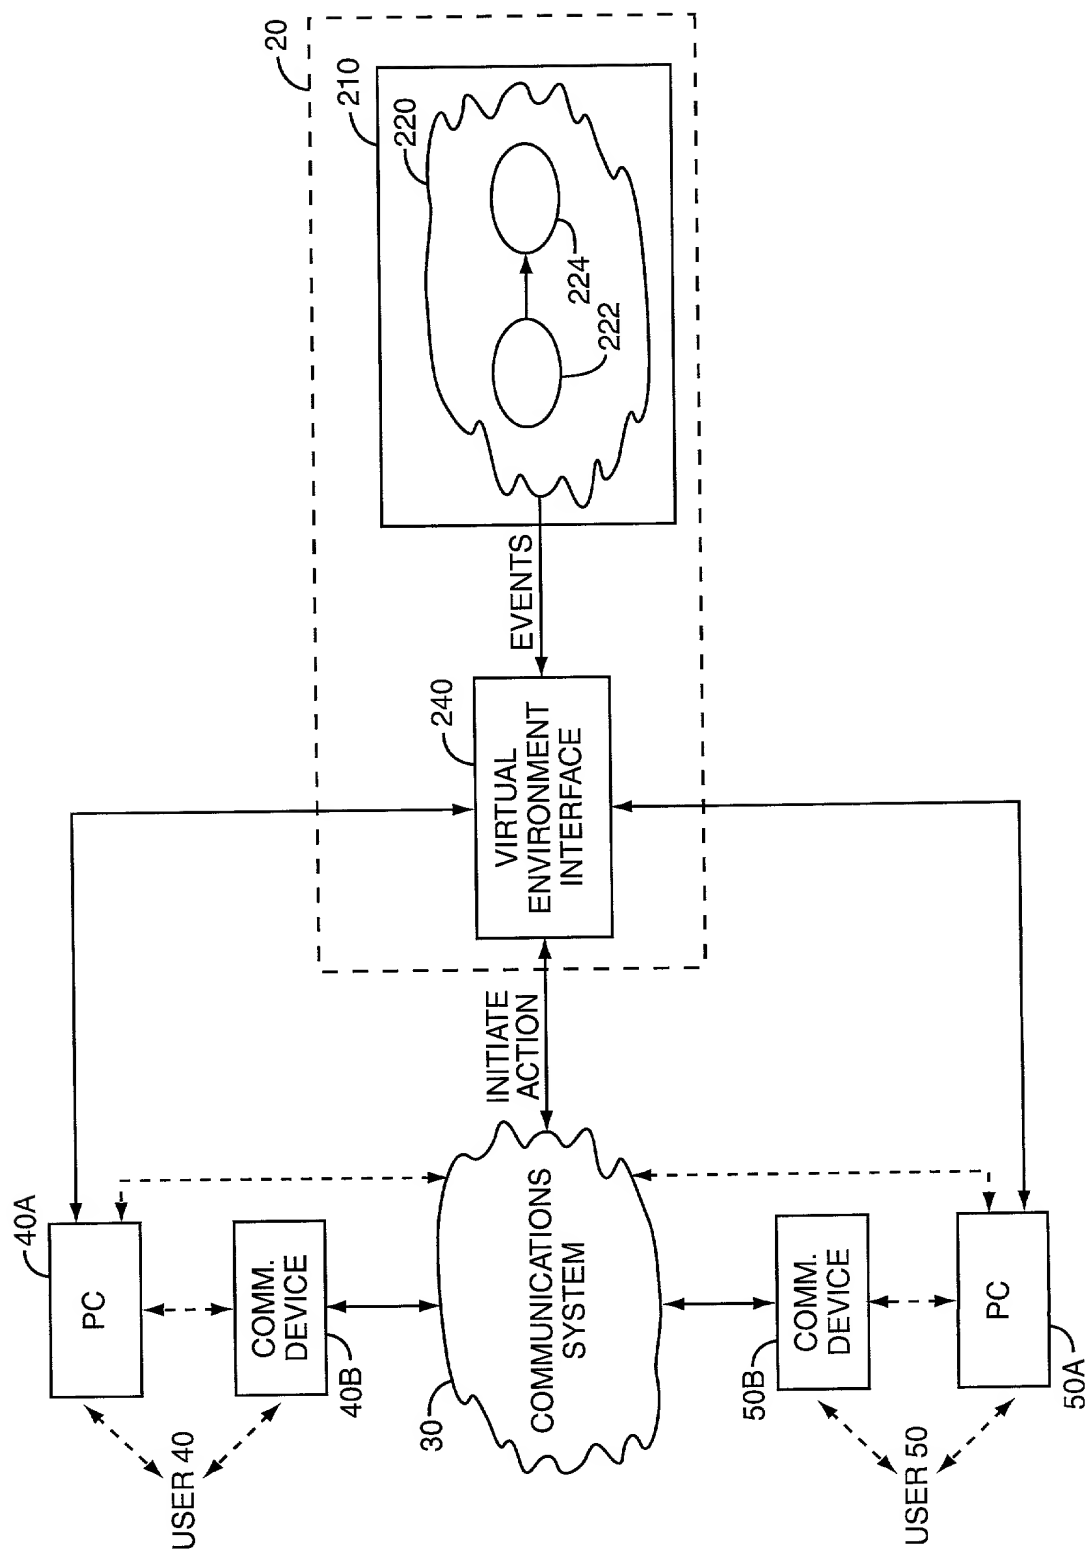 USER 40
40A
PC
COMM.
DEVICE
40B
30
COMMUNICATIONS
SYSTEM
INITIATE
ACTION
240
VIRTUAL
ENVIRONMENT
INTERFACE
EVENTS
20
210
220
222
224
USER 50
50B
COMM.
DEVICE
PC
50A